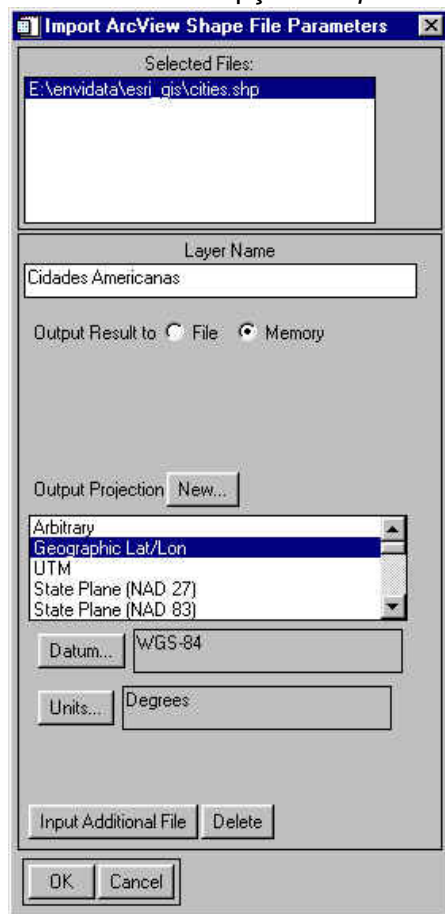 Import ArcView Shape File Parameters
Selected Files:
E:\envidata\esri_gis\cities.shp
Layer Name
Cidades Americanas
Output Result to File Memory
Output Projection New...
Arbitrary
Geographic Lat/Lon
UTM
State Plane (NAD 27)
State Plane (NAD 83)
Datum... WGS-84
Units... Degrees
Input Additional File Delete
OK Cancel